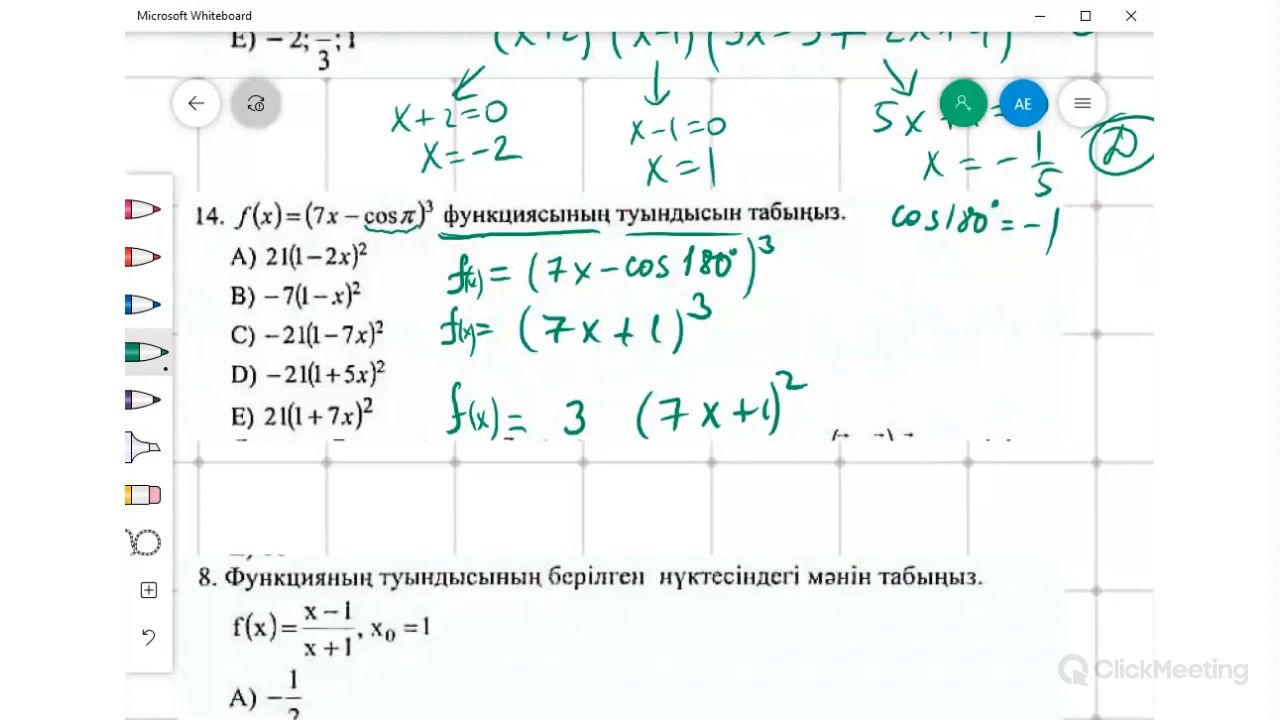 Microsoft Whiteboard
E) −2; /3; 1
x+2=0
x=−2
x−1=0
x=1
5x
x = −1/5
D
AE
14. f(x)=(7x − cosπ)³ функциясының туындысын табыңыз.
cos180°=−1
A) 21(1−2x)²
f(x) = (7x − cos 180°)³
B) −7(1−x)²
C) −21(1−7x)²
f(x)= (7x+1)³
D) −21(1+5x)²
E) 21(1+7x)²
f(x)= 3 (7x+1)²
8. Функцияның туындысының берілген нүктесіндегі мәнін табыңыз.
f(x)=(x−1)/(x+1), x₀=1
A) −1/2
ClickMeeting